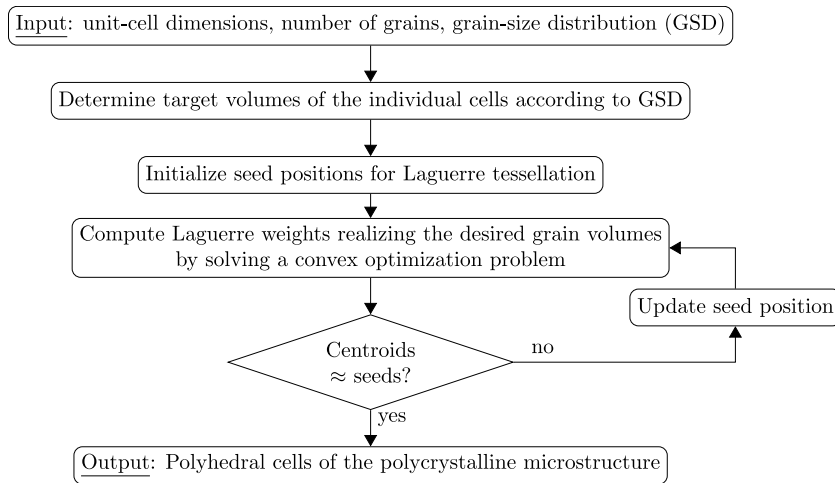 Input: unit-cell dimensions, number of grains, grain-size distribution (GSD)
Determine target volumes of the individual cells according to GSD
Initialize seed positions for Laguerre tessellation
Compute Laguerre weights realizing the desired grain volumes
by solving a convex optimization problem
Update seed position
Centroids
≈ seeds?
no
yes
Output: Polyhedral cells of the polycrystalline microstructure